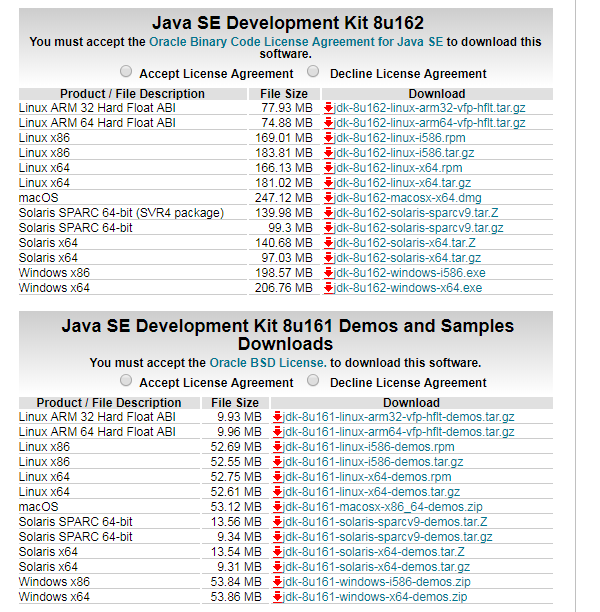 Java SE Development Kit 8u162
You must accept the Oracle Binary Code License Agreement for Java SE to download this
software.
Accept License Agreement Decline License Agreement
Product / File Description File Size Download
Linux ARM 32 Hard Float ABI 77.93 MB jdk-8u162-linux-arm32-vfp-hflt.tar.gz
Linux ARM 64 Hard Float ABI 74.88 MB jdk-8u162-linux-arm64-vfp-hflt.tar.gz
Linux x86 169.01 MB jdk-8u162-linux-i586.rpm
Linux x86 183.81 MB jdk-8u162-linux-i586.tar.gz
Linux x64 166.13 MB jdk-8u162-linux-x64.rpm
Linux x64 181.02 MB jdk-8u162-linux-x64.tar.gz
macOS 247.12 MB jdk-8u162-macosx-x64.dmg
Solaris SPARC 64-bit (SVR4 package) 139.98 MB jdk-8u162-solaris-sparcv9.tar.Z
Solaris SPARC 64-bit 99.3 MB jdk-8u162-solaris-sparcv9.tar.gz
Solaris x64 140.68 MB jdk-8u162-solaris-x64.tar.Z
Solaris x64 97.03 MB jdk-8u162-solaris-x64.tar.gz
Windows x86 198.57 MB jdk-8u162-windows-i586.exe
Windows x64 206.76 MB jdk-8u162-windows-x64.exe
Java SE Development Kit 8u161 Demos and Samples
Downloads
You must accept the Oracle BSD License. to download this software.
Accept License Agreement Decline License Agreement
Product / File Description File Size Download
Linux ARM 32 Hard Float ABI 9.93 MB jdk-8u161-linux-arm32-vfp-hflt-demos.tar.gz
Linux ARM 64 Hard Float ABI 9.96 MB jdk-8u161-linux-arm64-vfp-hflt-demos.tar.gz
Linux x86 52.69 MB jdk-8u161-linux-i586-demos.rpm
Linux x86 52.55 MB jdk-8u161-linux-i586-demos.tar.gz
Linux x64 52.75 MB jdk-8u161-linux-x64-demos.rpm
Linux x64 52.61 MB jdk-8u161-linux-x64-demos.tar.gz
macOS 53.12 MB jdk-8u161-macosx-x86_64-demos.zip
Solaris SPARC 64-bit 13.56 MB jdk-8u161-solaris-sparcv9-demos.tar.Z
Solaris SPARC 64-bit 9.34 MB jdk-8u161-solaris-sparcv9-demos.tar.gz
Solaris x64 13.54 MB jdk-8u161-solaris-x64-demos.tar.Z
Solaris x64 9.31 MB jdk-8u161-solaris-x64-demos.tar.gz
Windows x86 53.84 MB jdk-8u161-windows-i586-demos.zip
Windows x64 53.86 MB jdk-8u161-windows-x64-demos.zip